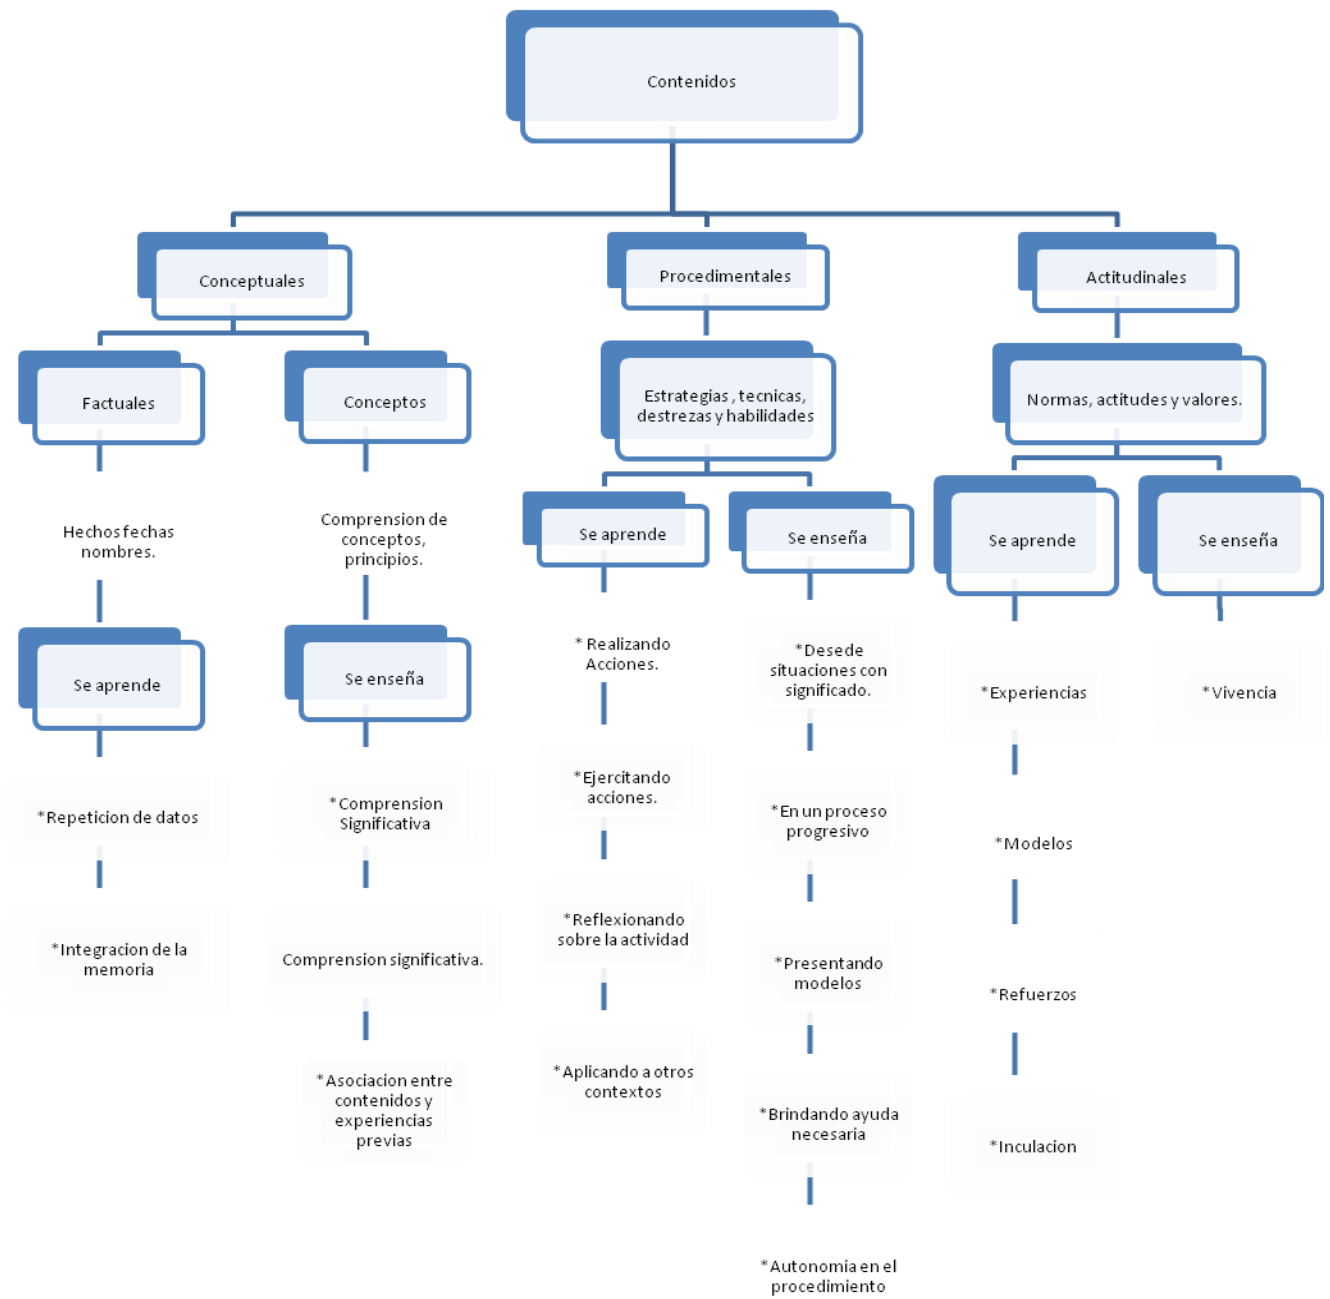 Contenidos
Conceptuales
Procedimentales
Actitudinales
Factuales
Conceptos
Estrategias , tecnicas,
destrezas y habilidades
Normas, actitudes y valores.
Hechos fechas
nombres.
Comprension de
conceptos,
principios.
Se aprende
Se enseña
Se aprende
Se enseña
Se aprende
Se enseña
* Realizando
Acciones.
*Desede
situaciones con
significado.
*Experiencias
*Vivencia
*Repeticion de datos
*Comprension
Significativa
*Ejercitando
acciones.
*En un proceso
progresivo
*Modelos
*Integracion de la
memoria
Comprension significativa.
*Reflexionando
sobre la actividad
*Presentando
modelos
*Refuerzos
*Asociacion entre
contenidos y
experiencias
previas
*Aplicando a otros
contextos
*Brindando ayuda
necesaria
*Inculacion
*Autonomia en el
procedimiento